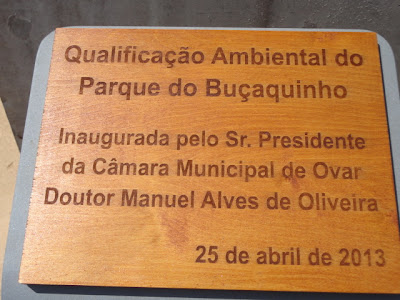 Qualificação Ambiental do
Parque do Buçaquinho
Inaugurada pelo Sr. Presidente
da Câmara Municipal de Ovar
Doutor Manuel Alves de Oliveira
25 de abril de 2013